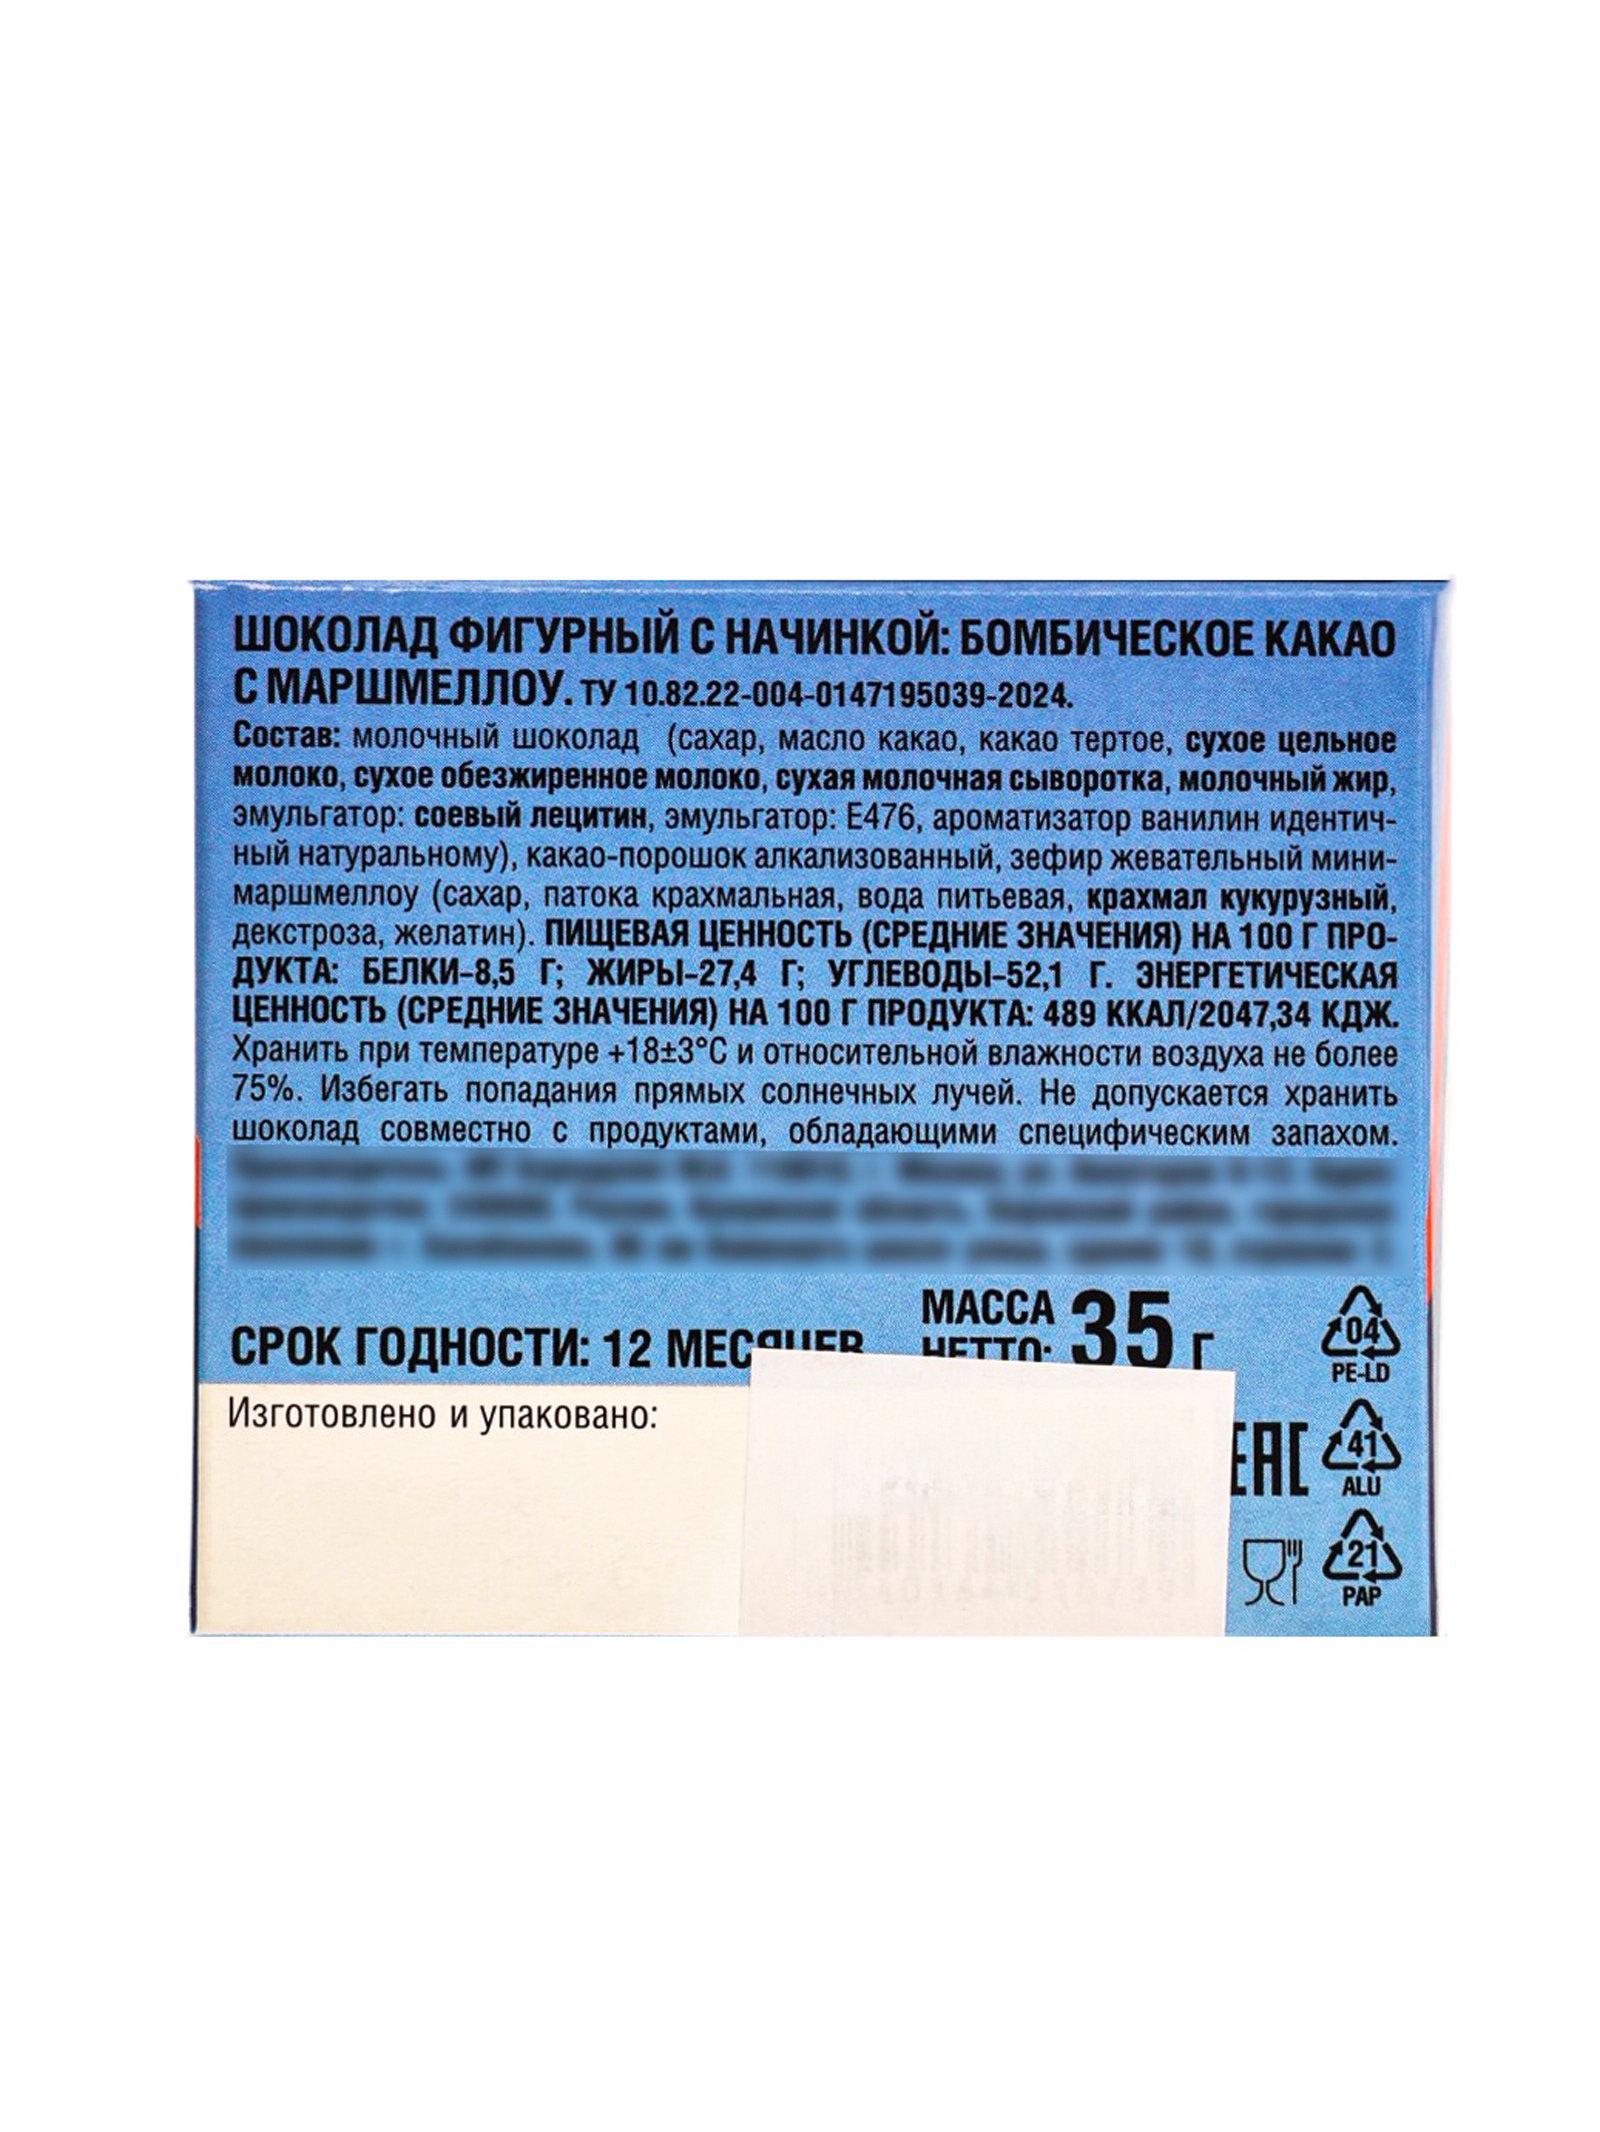 ШОКОЛАД ФИГУРНЫЙ С НАЧИНКОЙ: БОМБИЧЕСКОЕ КАКАО
С МАРШМЕЛЛОУ. ТУ 10.82.22-004-0147195039-2024.
Состав: молочный шоколад (сахар, масло какао, какао тертое, сухое цельное
молоко, сухое обезжиренное молоко, сухая молочная сыворотка, молочный жир,
эмульгатор: соевый лецитин, эмульгатор: Е476, ароматизатор ванилин идентич-
ный натуральному), какао-порошок алкализованный, зефир жевательный мини-
маршмеллоу (сахар, патока крахмальная, вода питьевая, крахмал кукурузный,
декстроза, желатин). ПИЩЕВАЯ ЦЕННОСТЬ (СРЕДНИЕ ЗНАЧЕНИЯ) НА 100 Г ПРО-
ДУКТА: БЕЛКИ-8,5 Г; ЖИРЫ-27,4 Г; УГЛЕВОДЫ-52,1 Г. ЭНЕРГЕТИЧЕСКАЯ
ЦЕННОСТЬ (СРЕДНИЕ ЗНАЧЕНИЯ) НА 100 Г ПРОДУКТА: 489 ККАЛ/2047,34 КДЖ.
Хранить при температуре +18±3°С и относительной влажности воздуха не более
75%. Избегать попадания прямых солнечных лучей. Не допускается хранить
шоколад совместно с продуктами, обладающими специфическим запахом.
СРОК ГОДНОСТИ: 12 МЕСЯЦЕВ
МАССА
НЕТТО: 35 г
Изготовлено и упаковано:
04
PE-LD
EAC
41
ALU
21
PAP